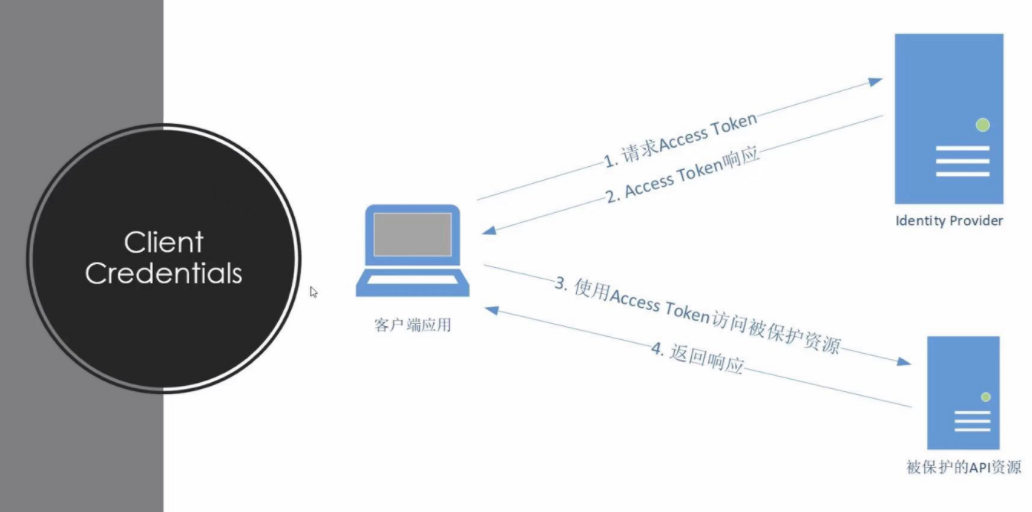 Client
Credentials
1. 请求Access Token
2. Access Token响应
Identity Provider
客户端应用
3. 使用Access Token访问被保护资源
4. 返回响应
被保护的API资源